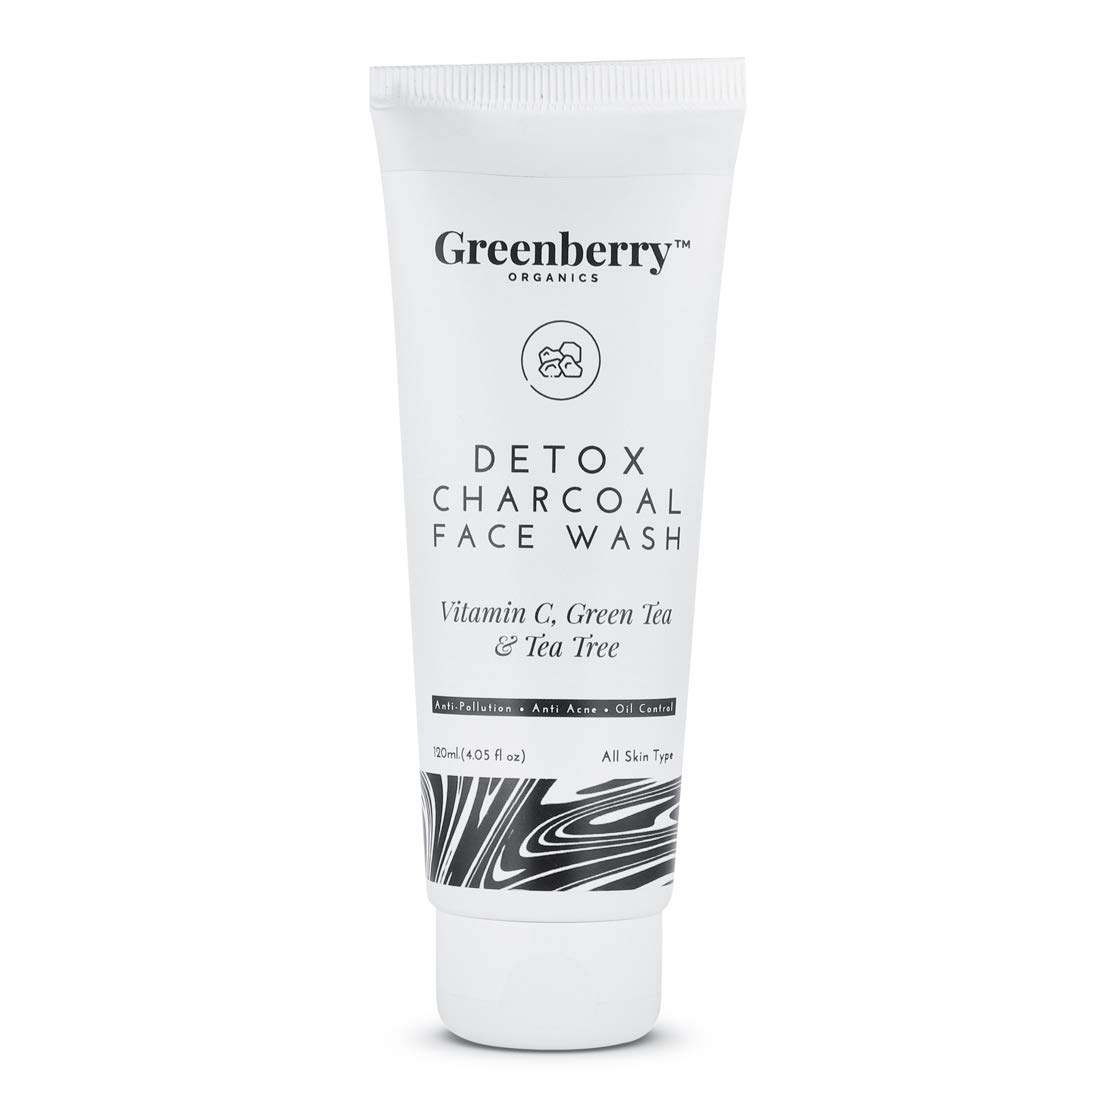 Greenberry™
ORGANICS
DETOX
CHARCOAL
FACE WASH
Vitamin C, Green Tea
& Tea Tree
Anti-Pollution • Anti Acne • Oil Control
120ml.(4.05 fl oz) All Skin Type